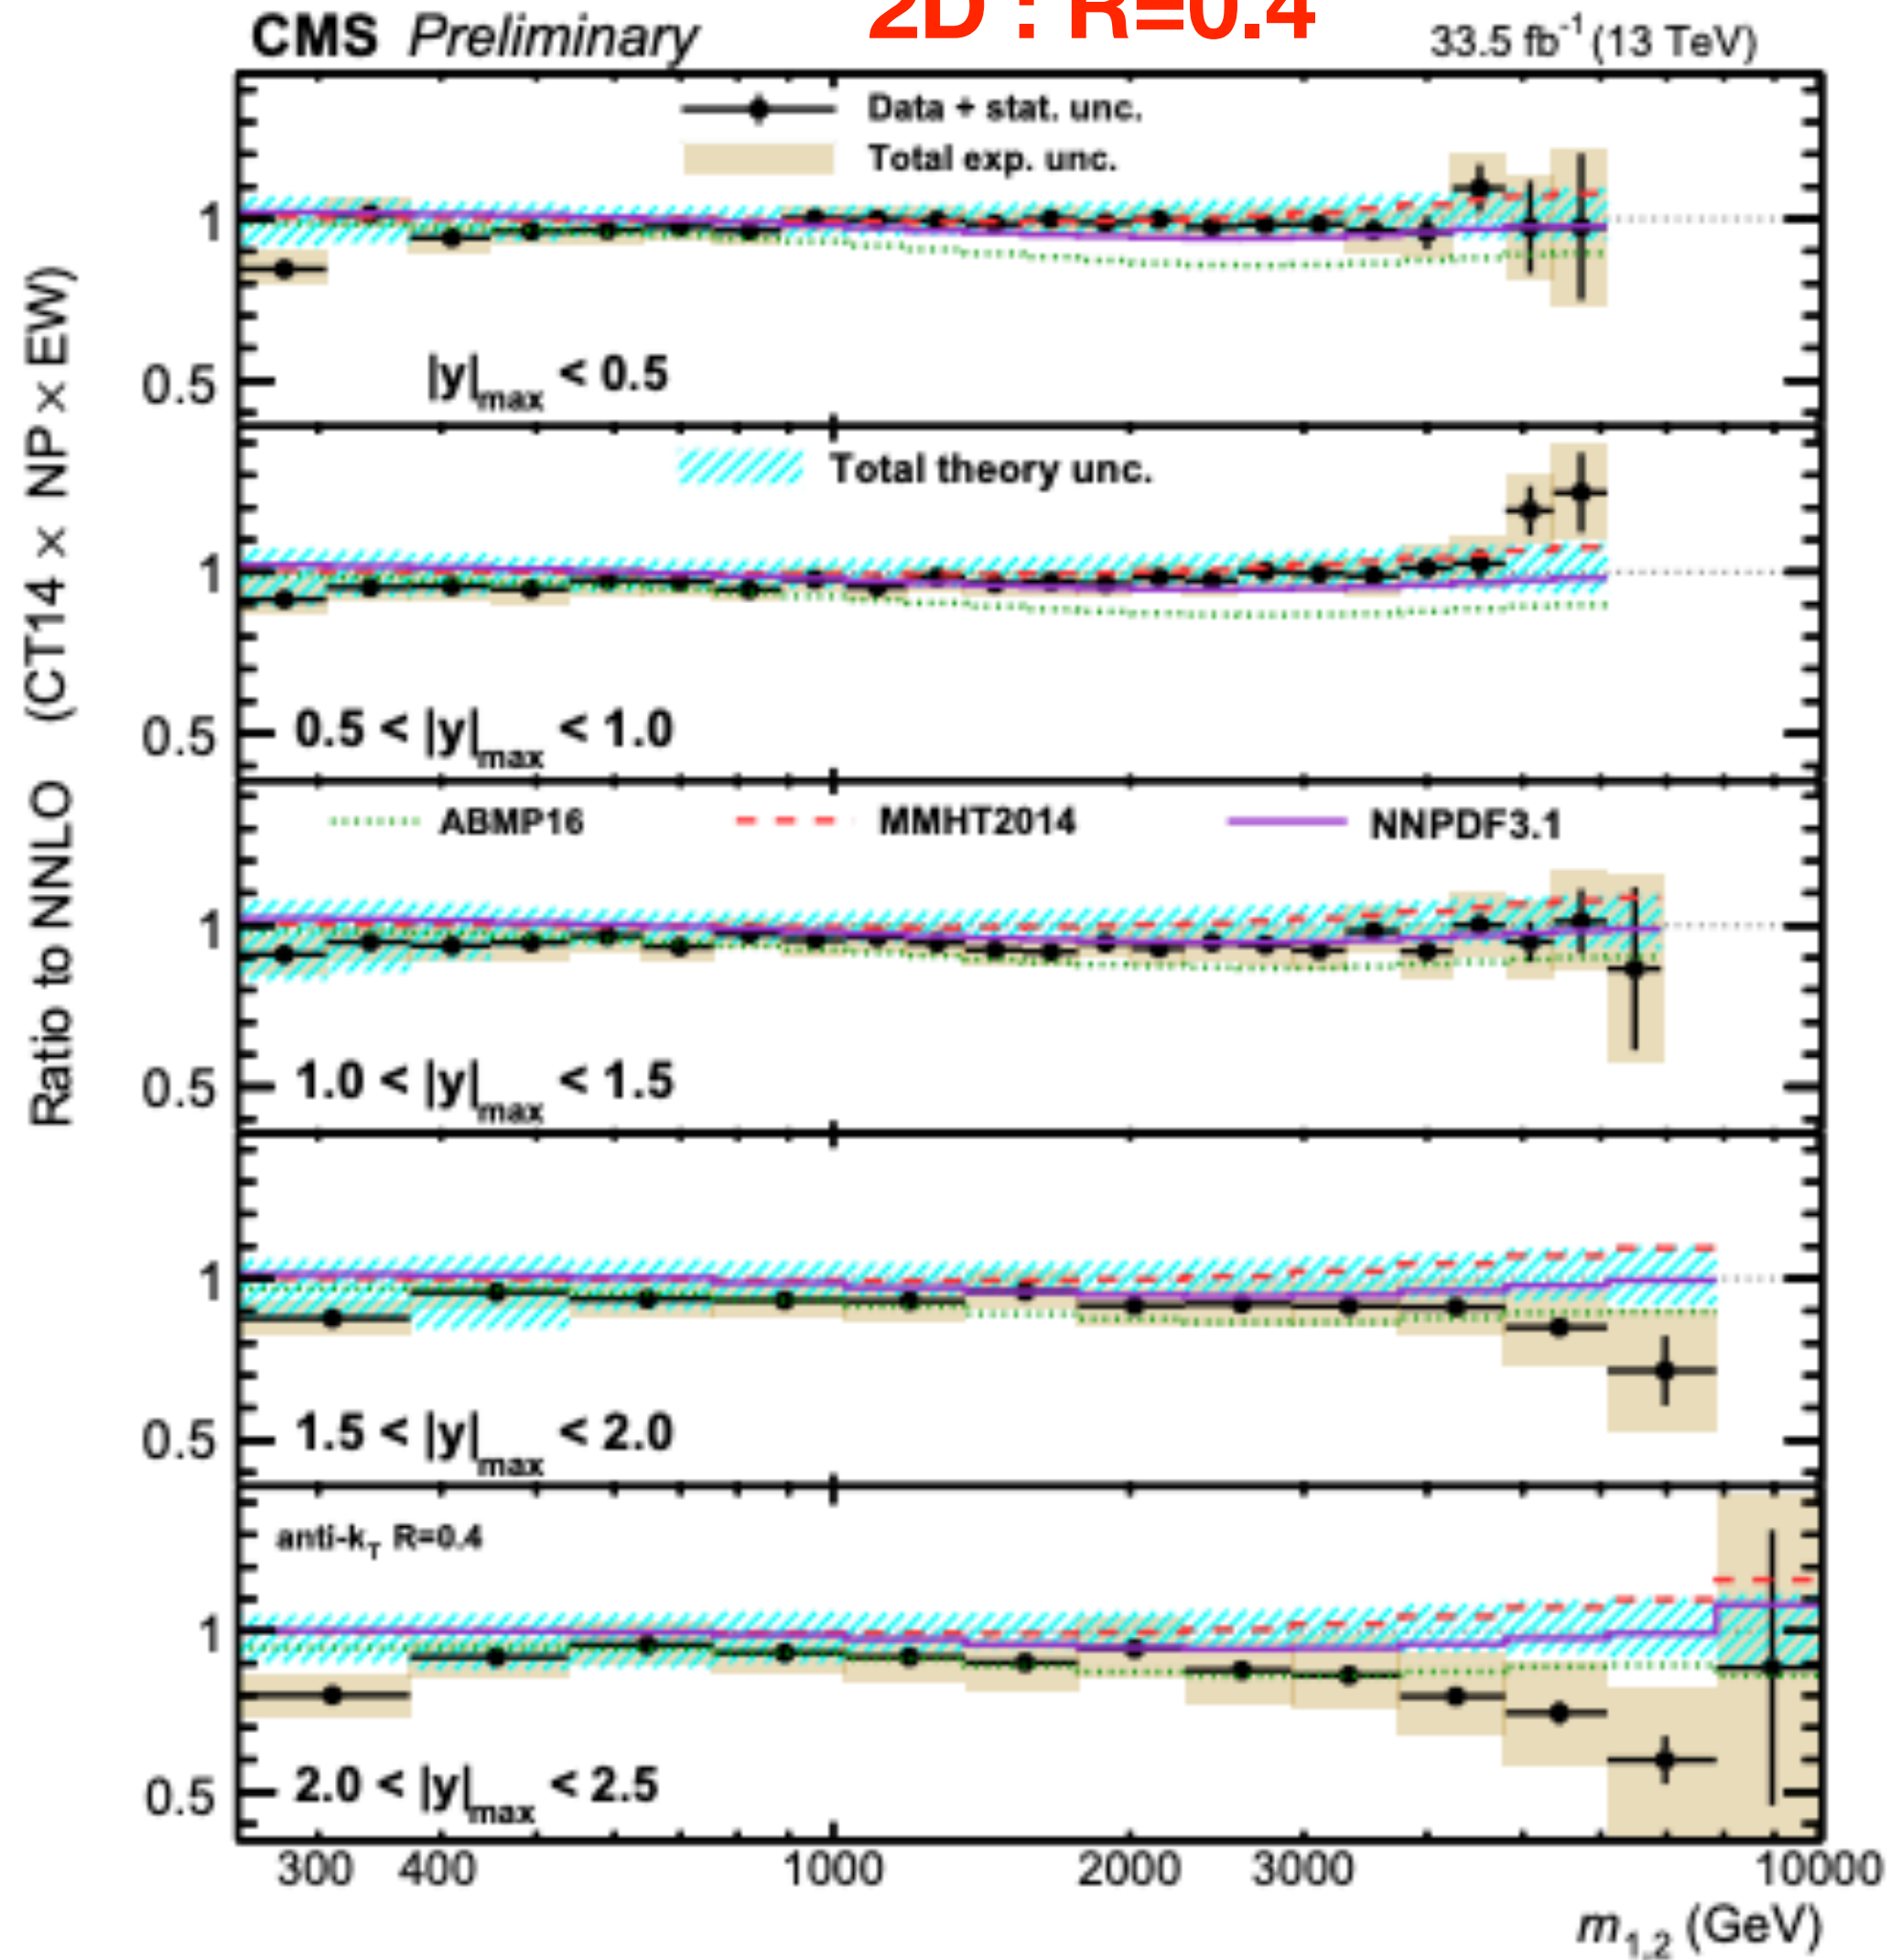 2D : R=0.4
CMS Preliminary
33.5 fb⁻¹ (13 TeV)
Data + stat. unc.
Total exp. unc.
1
0.5
|y|max < 0.5
Total theory unc.
1
0.5
0.5 < |y|max < 1.0
ABMP16 MMHT2014 NNPDF3.1
1
0.5
1.0 < |y|max < 1.5
1
0.5
1.5 < |y|max < 2.0
anti-kT R=0.4
1
0.5
2.0 < |y|max < 2.5
300 400 1000 2000 3000 10000
m1,2 (GeV)
Ratio to NNLO (CT14 × NP × EW)